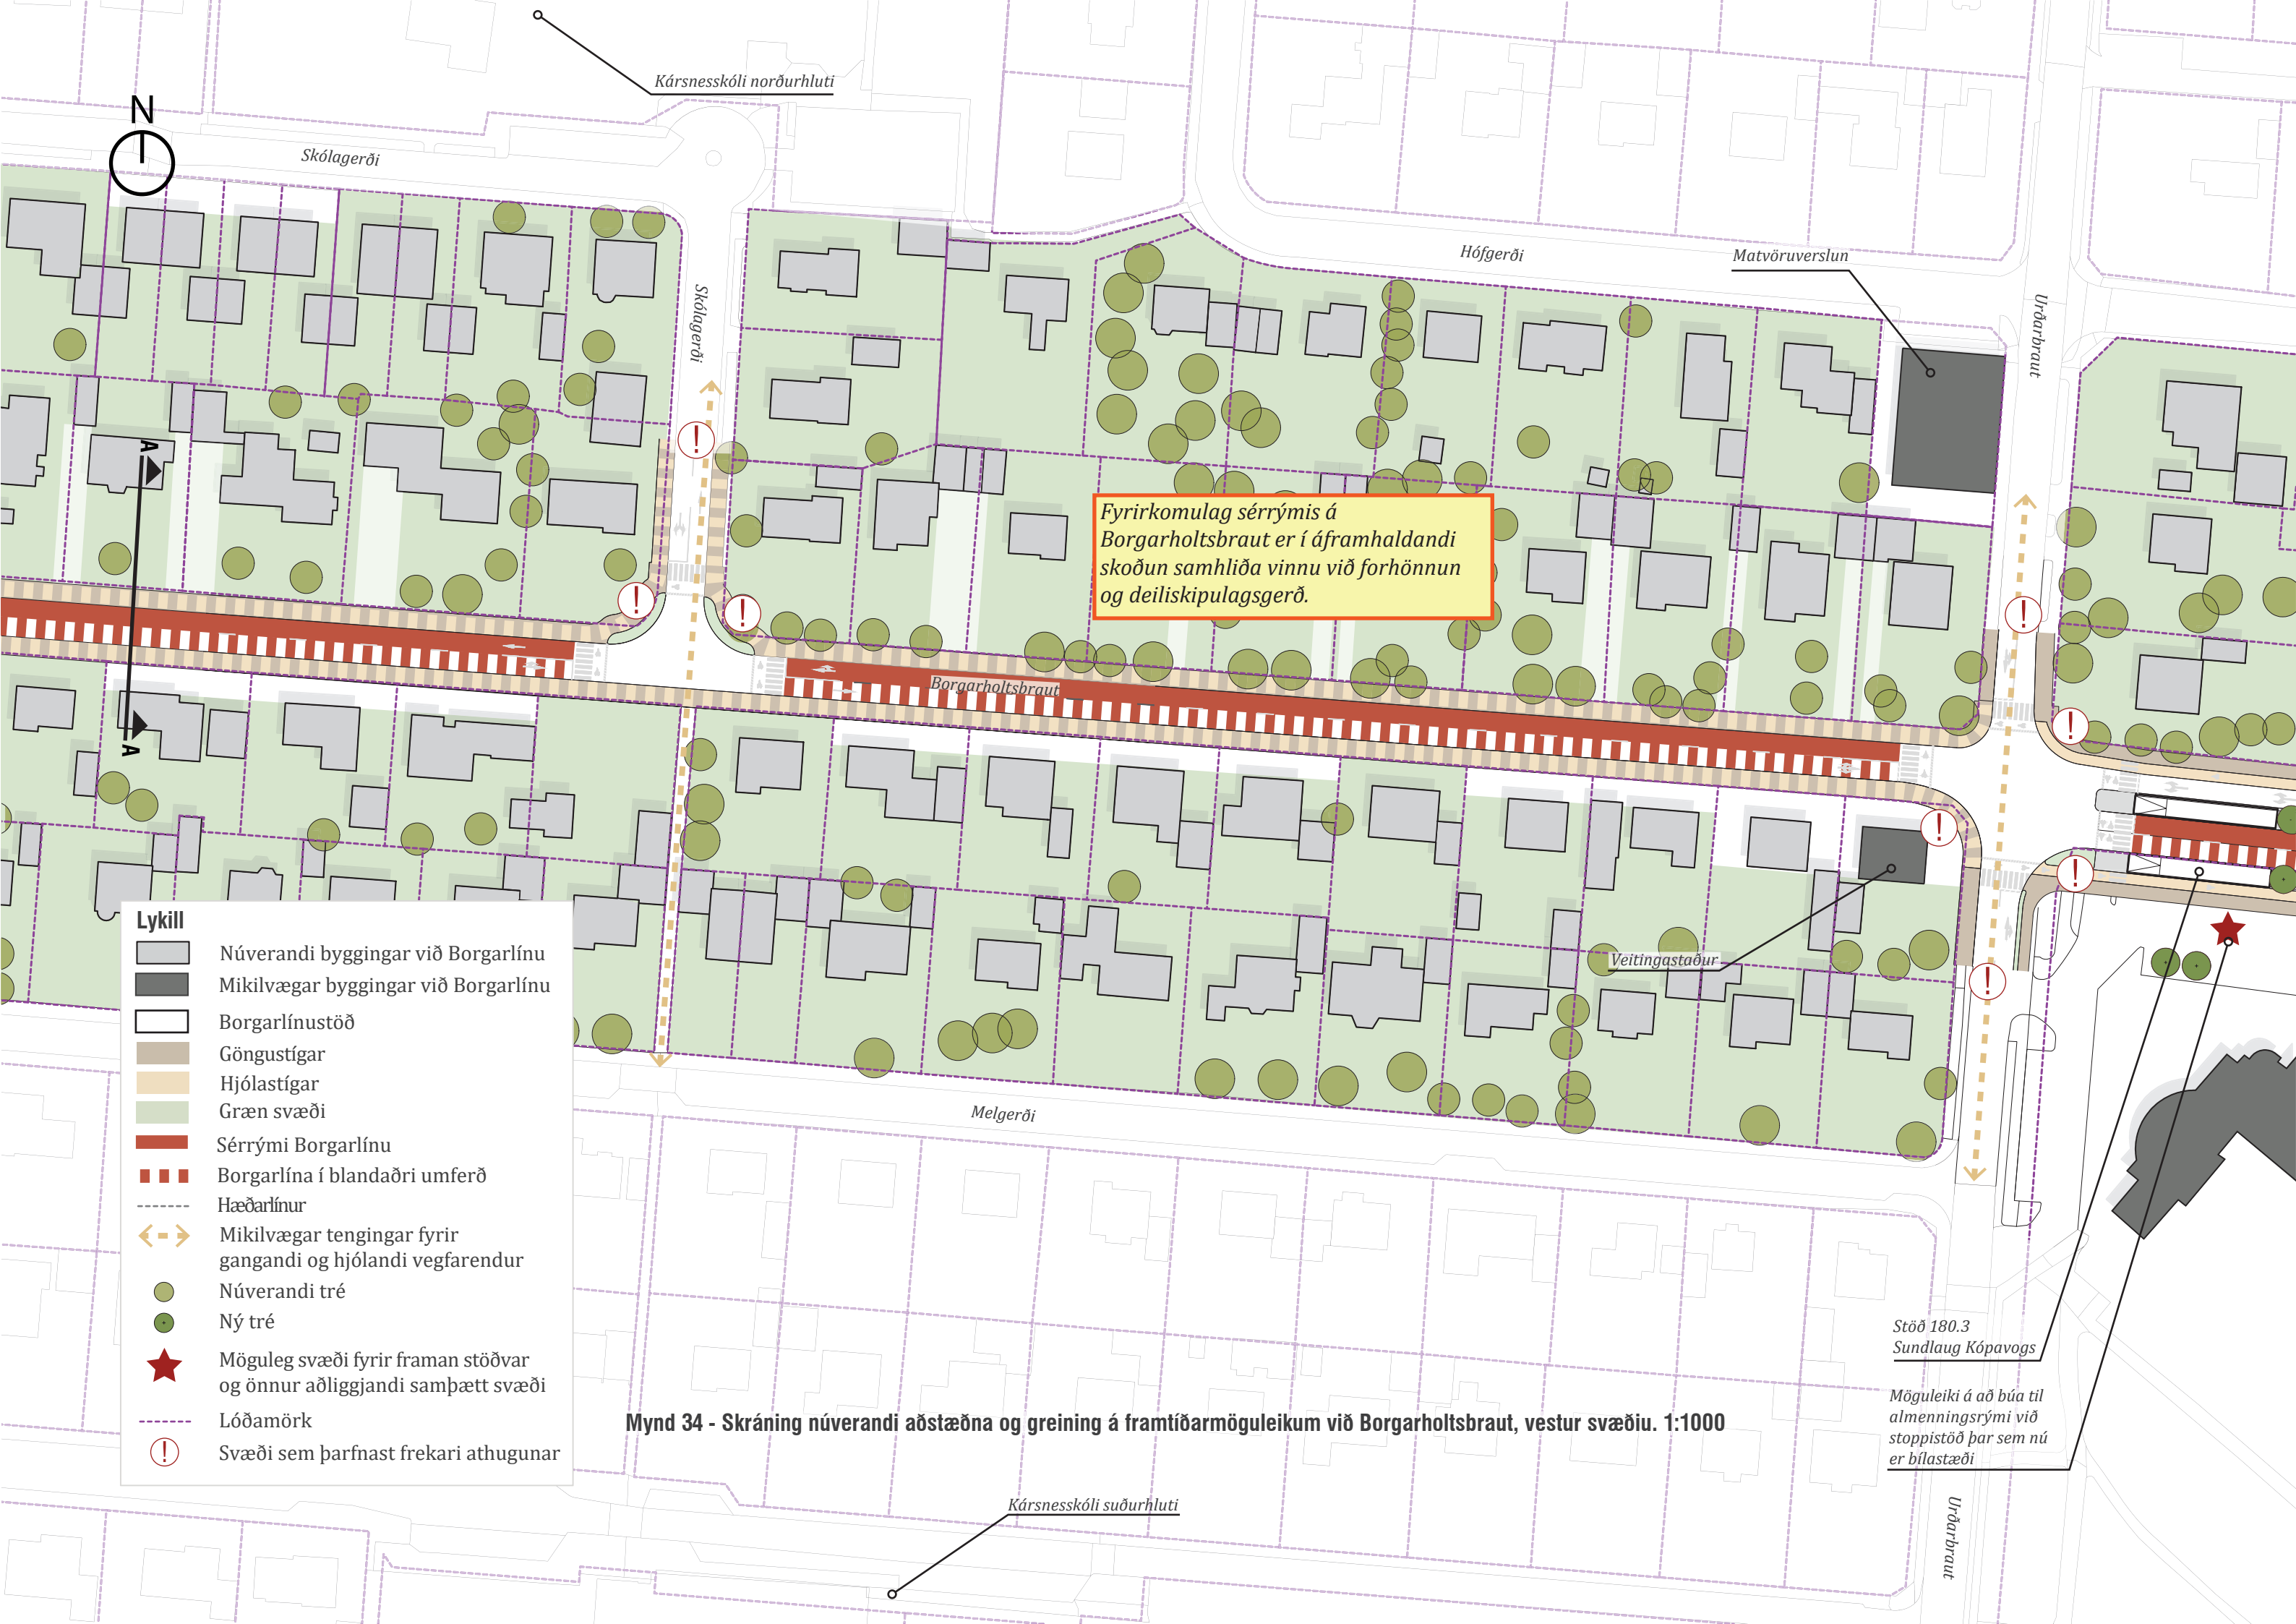 Kársnesskóli norðurhluti
N
Skólagerði
Skólagerði
Hófgerði
Matvöruverslun
Urðarbraut
A
Fyrirkomulag sérrýmis á
Borgarholtsbraut er í áframhaldandi
skoðun samhliða vinnu við forhönnun
og deiliskipulagsgerð.
!
!
!
!
!
!
!
!
Borgarholtsbraut
A
Veitingastaður
Lykill
Núverandi byggingar við Borgarlínu
Mikilvægar byggingar við Borgarlínu
Borgarlínustöð
Göngustígar
Hjólastígar
Græn svæði
Sérrými Borgarlínu
Borgarlína í blandaðri umferð
Hæðarlínur
Mikilvægar tengingar fyrir
gangandi og hjólandi vegfarendur
Núverandi tré
Ný tré
Möguleg svæði fyrir framan stöðvar
og önnur aðliggjandi samþætt svæði
Lóðamörk
! Svæði sem þarfnast frekari athugunar
Melgerði
Stöð 180.3
Sundlaug Kópavogs
Möguleiki á að búa til
almenningsrými við
stoppistöð þar sem nú
er bílastæði
Mynd 34 - Skráning núverandi aðstæðna og greining á framtíðarmöguleikum við Borgarholtsbraut, vestur svæðiu. 1:1000
Kársnesskóli suðurhluti
Urðarbraut